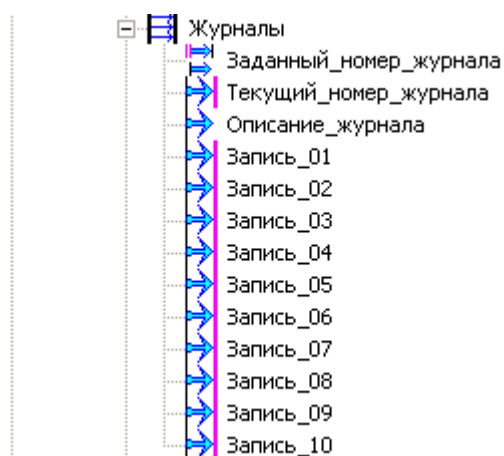 Журналы
Заданный_номер_журнала
Текущий_номер_журнала
Описание_журнала
Запись_01
Запись_02
Запись_03
Запись_04
Запись_05
Запись_06
Запись_07
Запись_08
Запись_09
Запись_10